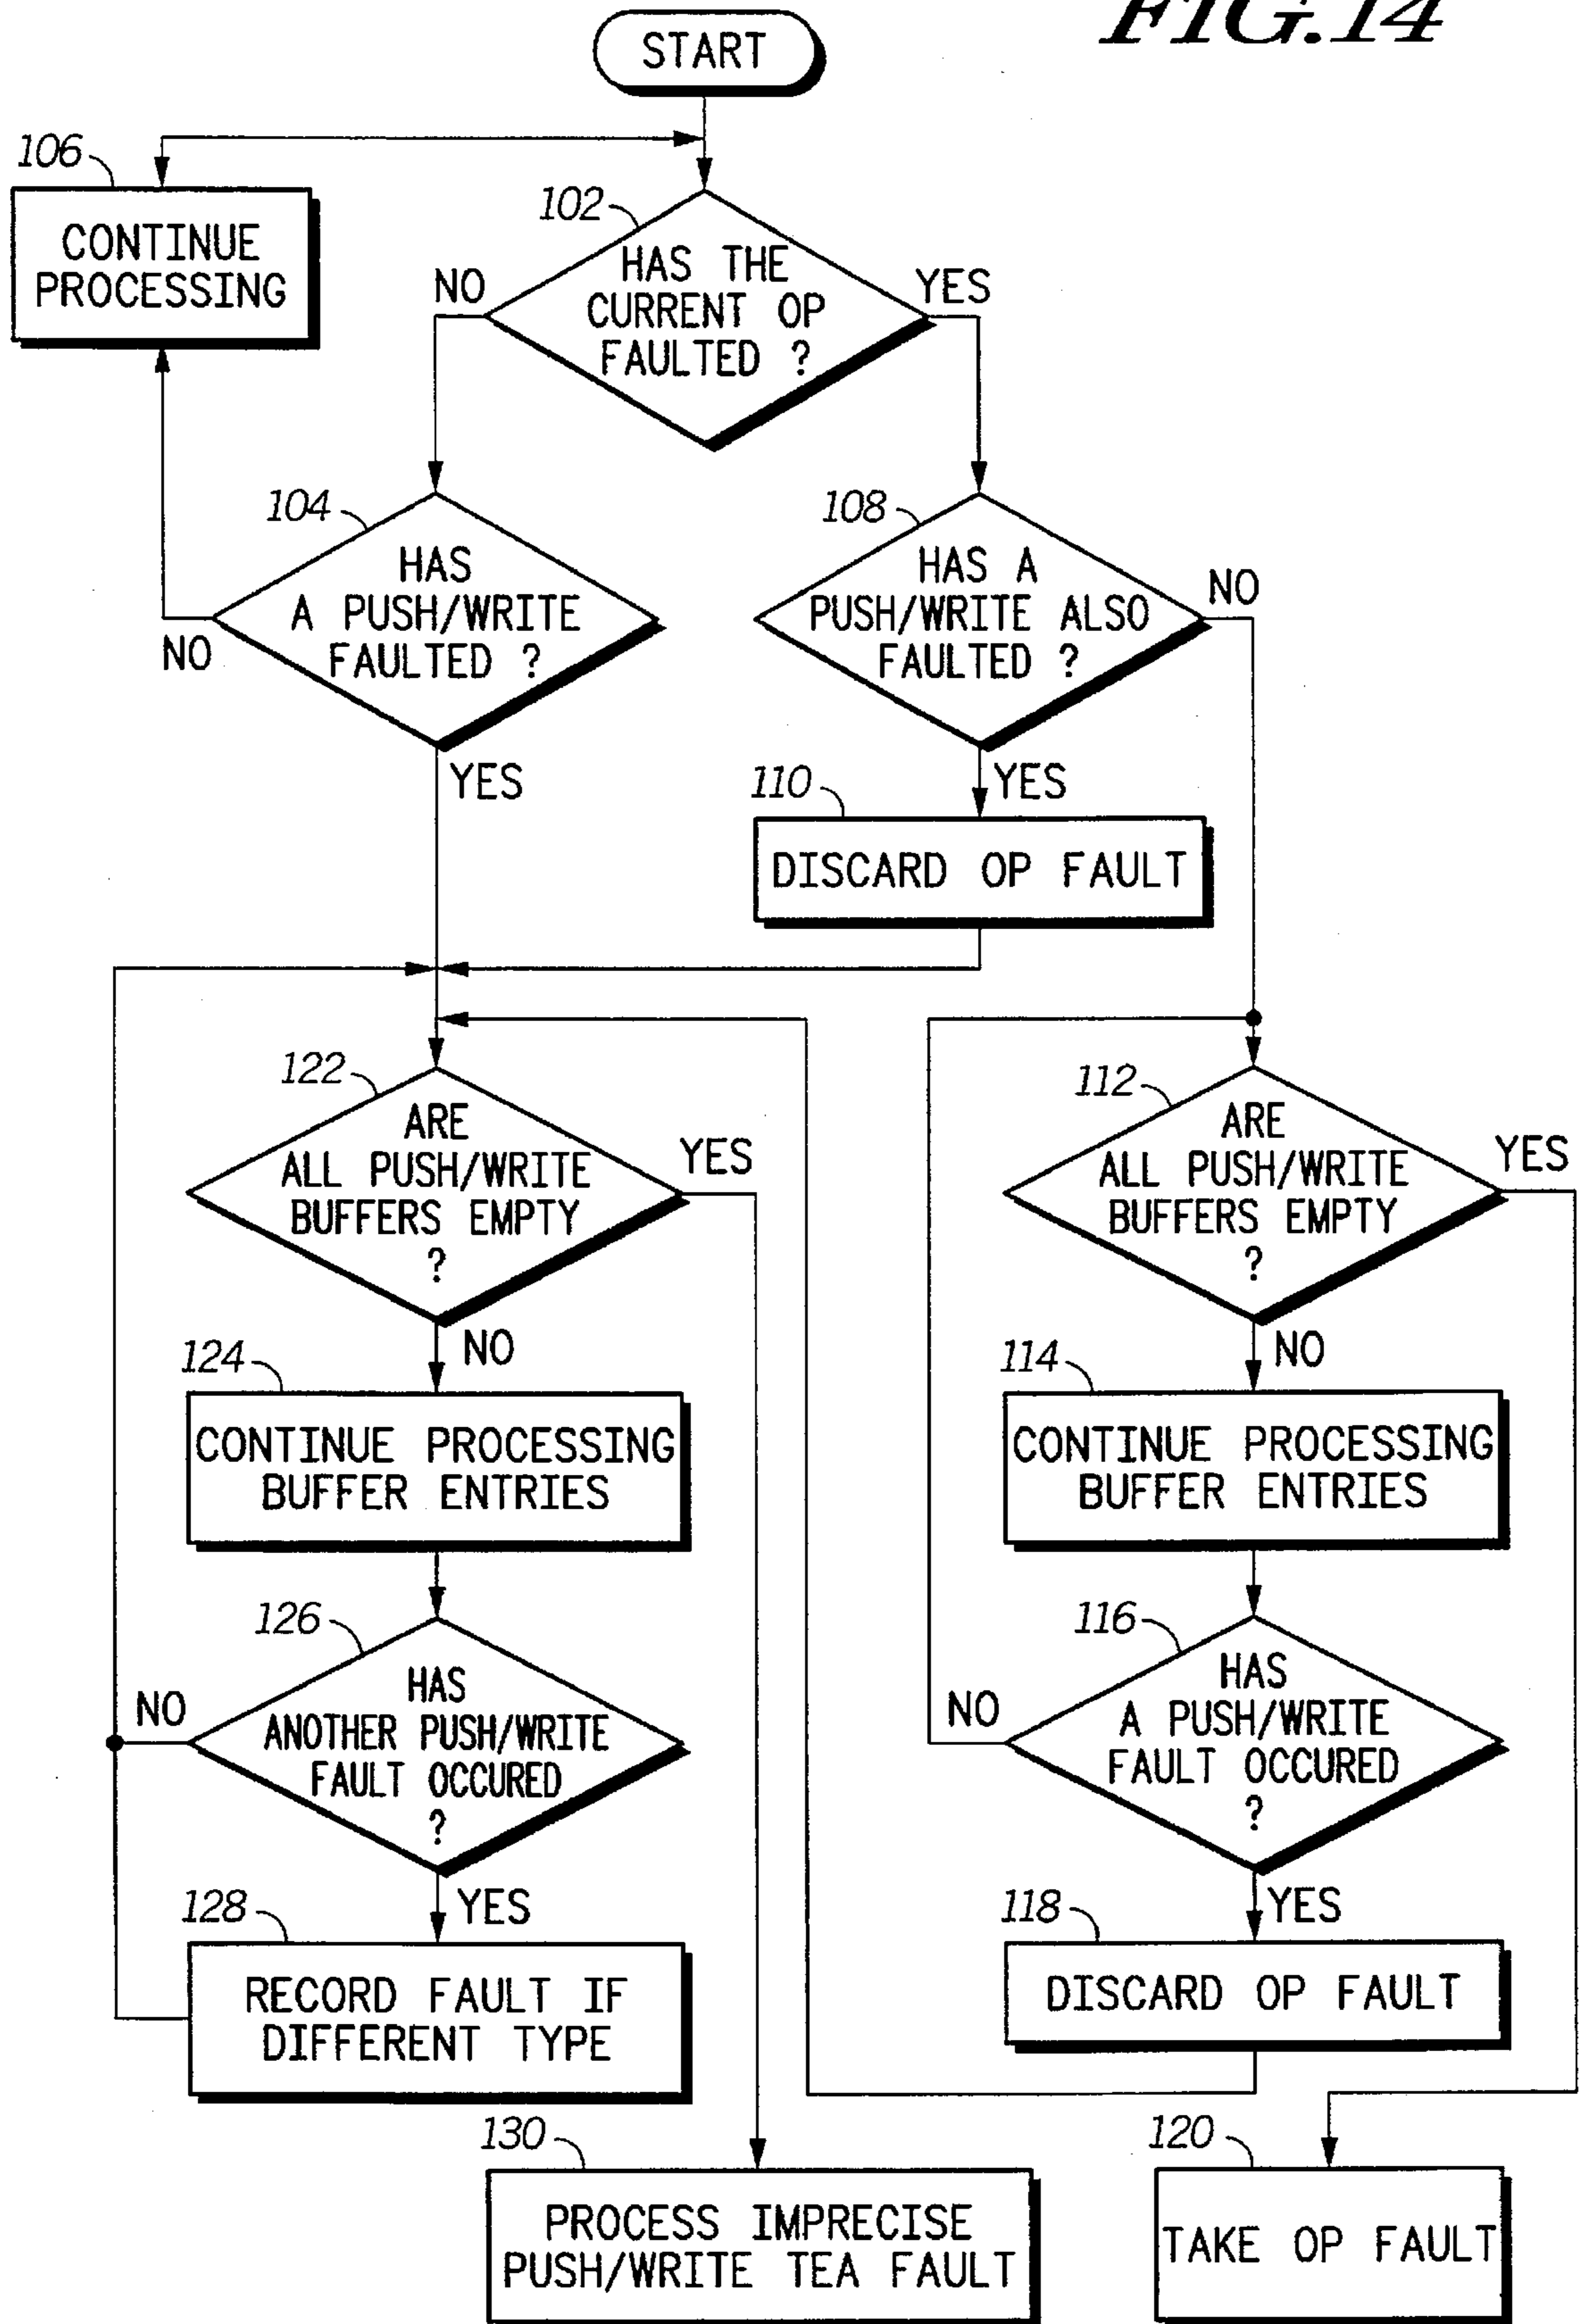 FIG.14
START
106
CONTINUE
PROCESSING
102
HAS THE
CURRENT OP
FAULTED ?
NO
YES
104
HAS
A PUSH/WRITE
FAULTED ?
NO
YES
108
HAS A
PUSH/WRITE ALSO
FAULTED ?
NO
YES
110
DISCARD OP FAULT
122
ARE
ALL PUSH/WRITE
BUFFERS EMPTY
?
YES
NO
112
ARE
ALL PUSH/WRITE
BUFFERS EMPTY
?
YES
NO
124
CONTINUE PROCESSING
BUFFER ENTRIES
114
CONTINUE PROCESSING
BUFFER ENTRIES
126
HAS
ANOTHER PUSH/WRITE
FAULT OCCURED
?
NO
YES
116
HAS
A PUSH/WRITE
FAULT OCCURED
?
NO
YES
128
RECORD FAULT IF
DIFFERENT TYPE
118
DISCARD OP FAULT
130
PROCESS IMPRECISE
PUSH/WRITE TEA FAULT
120
TAKE OP FAULT